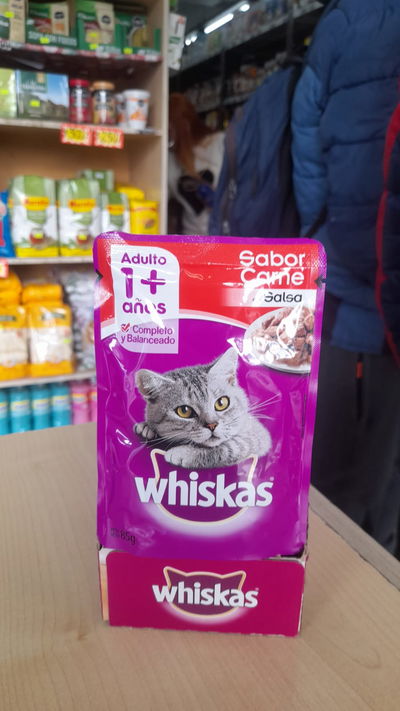 Adulto
1+
años
Completo
y Balanceado
Sabor
Carne
Salsa
whiskas
85g
whiskas